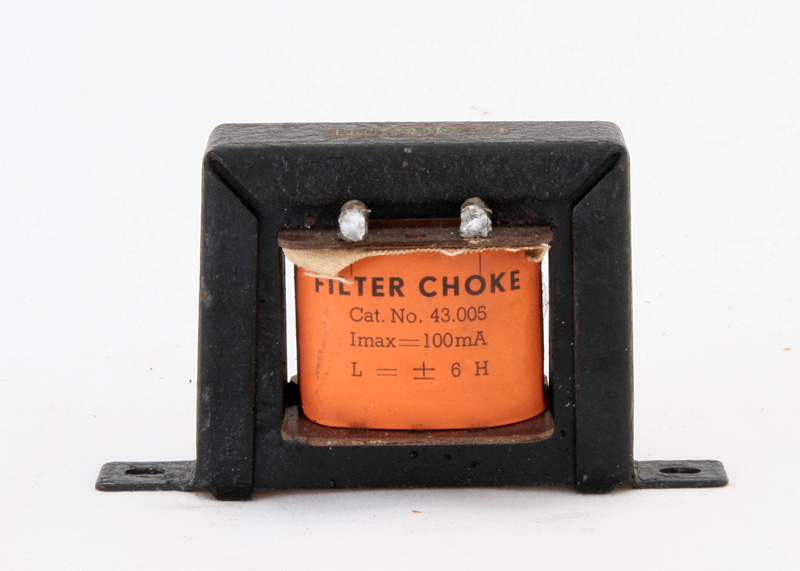 FILTER CHOKE
Cat. No. 43.005
Imax=100mA
L = ± 6 H